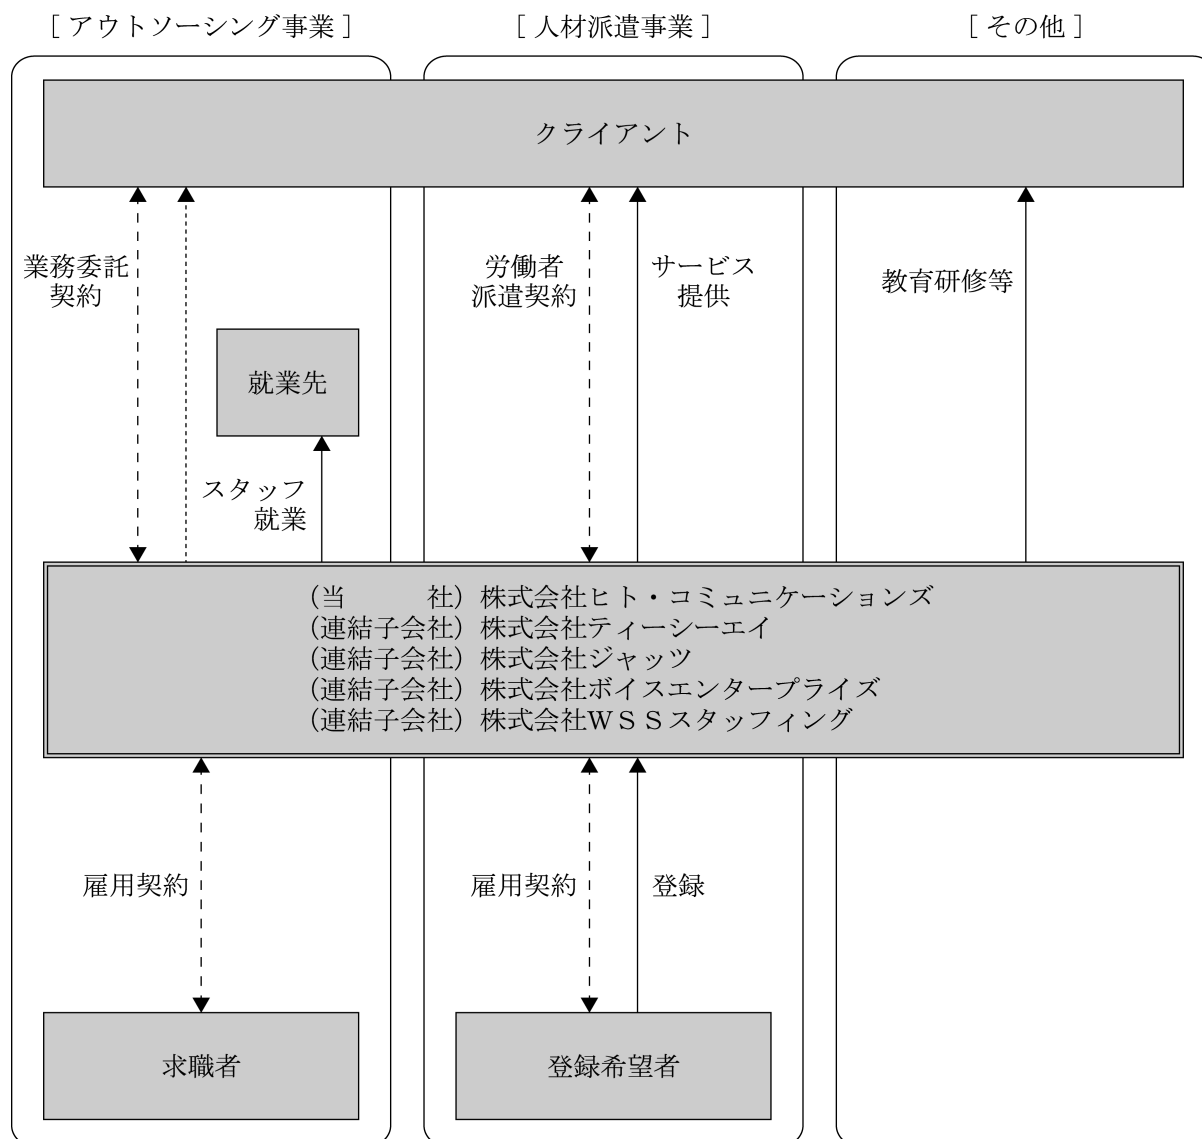 ［アウトソーシング事業］
［人材派遣事業］
［その他］
クライアント
業務委託
契約
労働者
派遣契約
サービス
提供
教育研修等
就業先
スタッフ
就業
（当　　　社）株式会社ヒト・コミュニケーションズ
（連結子会社）株式会社ティーシーエイ
（連結子会社）株式会社ジャッツ
（連結子会社）株式会社ボイスエンタープライズ
（連結子会社）株式会社ＷＳＳスタッフィング
雇用契約
雇用契約
登録
求職者
登録希望者